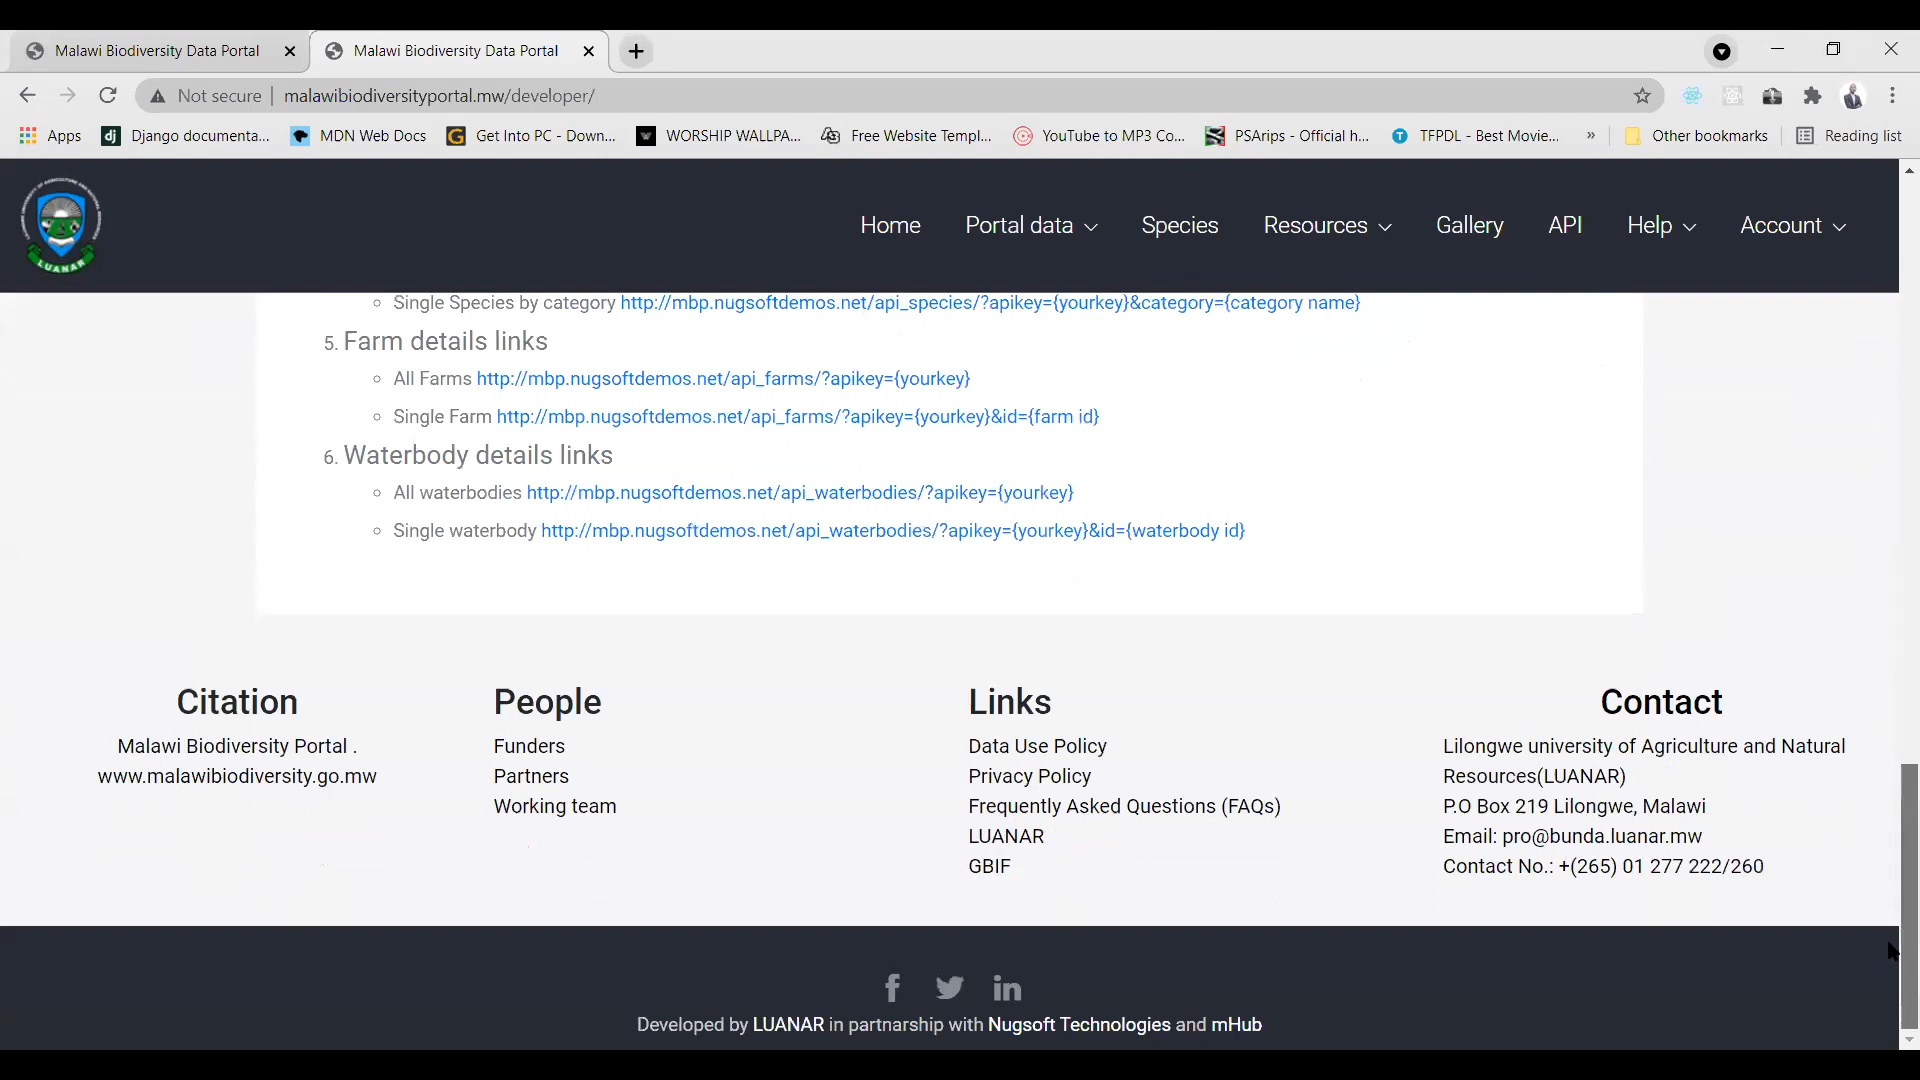 Malawi Biodiversity Data Portal
Malawi Biodiversity Data Portal
Not secure
malawibiodiversityportal.mw/developer/
Apps
Django documenta...
MDN Web Docs
Get Into PC - Down...
WORSHIP WALLPA...
Free Website Templ...
YouTube to MP3 Co...
PSArips - Official h...
TFPDL - Best Movie...
»
Other bookmarks
Reading list
LUANAR
Home
Portal data
Species
Resources
Gallery
API
Help
Account
Single Species by category http://mbp.nugsoftdemos.net/api_species/?apikey={yourkey}&category={category name}
5. Farm details links
All Farms http://mbp.nugsoftdemos.net/api_farms/?apikey={yourkey}
Single Farm http://mbp.nugsoftdemos.net/api_farms/?apikey={yourkey}&id={farm id}
6. Waterbody details links
All waterbodies http://mbp.nugsoftdemos.net/api_waterbodies/?apikey={yourkey}
Single waterbody http://mbp.nugsoftdemos.net/api_waterbodies/?apikey={yourkey}&id={waterbody id}
Citation
Malawi Biodiversity Portal .
www.malawibiodiversity.go.mw
People
Funders
Partners
Working team
Links
Data Use Policy
Privacy Policy
Frequently Asked Questions (FAQs)
LUANAR
GBIF
Contact
Lilongwe university of Agriculture and Natural
Resources(LUANAR)
P.O Box 219 Lilongwe, Malawi
Email: pro@bunda.luanar.mw
Contact No.: +(265) 01 277 222/260
Developed by LUANAR in partnarship with Nugsoft Technologies and mHub